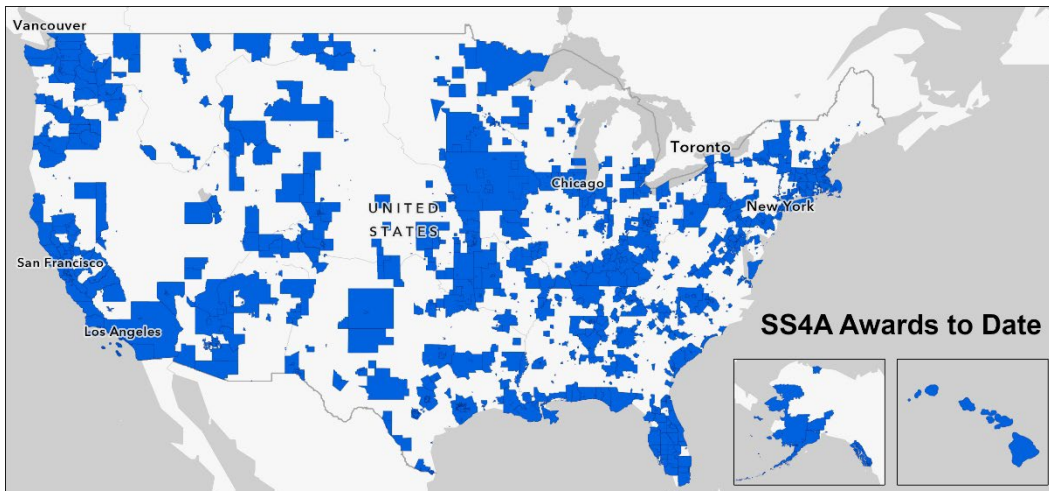 Vancouver
Toronto
Chicago
New York
UNITED
STATES
San Francisco
Los Angeles
SS4A Awards to Date